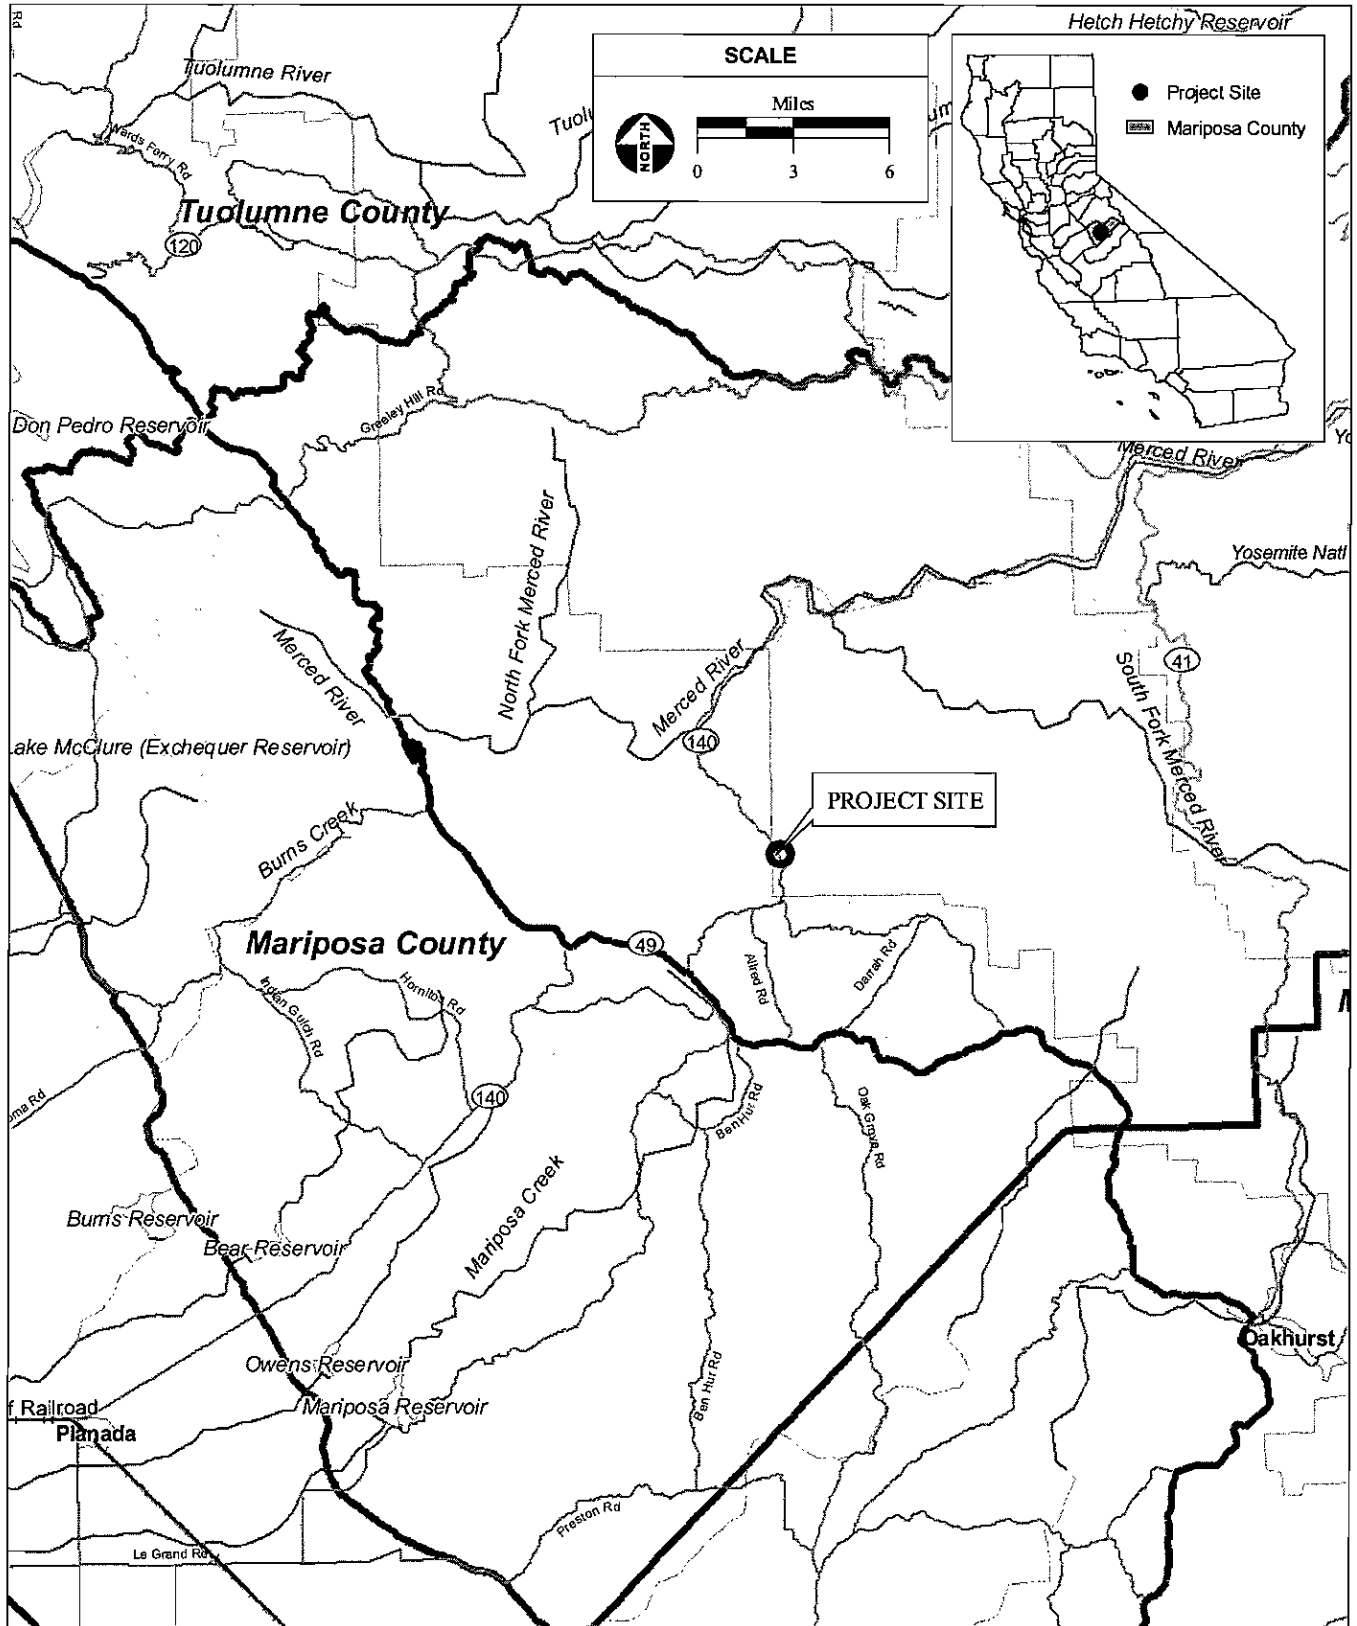 Rd
Hetch Hetchy Reservoir
SCALE
Miles
NORTH
0 3 6
Project Site
Mariposa County
Tuolumne River
Wards Ferry Rd
Tuolumne County
120
Greeley Hill Rd
Don Pedro Reservoir
Merced River
Yosemite Natl
North Fork Merced River
Merced River
Merced River
41
South Fork Merced River
140
Lake McClure (Exchequer Reservoir)
PROJECT SITE
Burns Creek
Mariposa County
49
Allred Rd
Darrah Rd
Indian Gulch Rd
Hornitos Rd
140
Ben Hur Rd
Oak Grove Rd
Mariposa Creek
Burns Reservoir
Bear Reservoir
Oakhurst
Owens Reservoir
Mariposa Reservoir
Ben Hur Rd
f Railroad
Planada
Preston Rd
Le Grand Rd